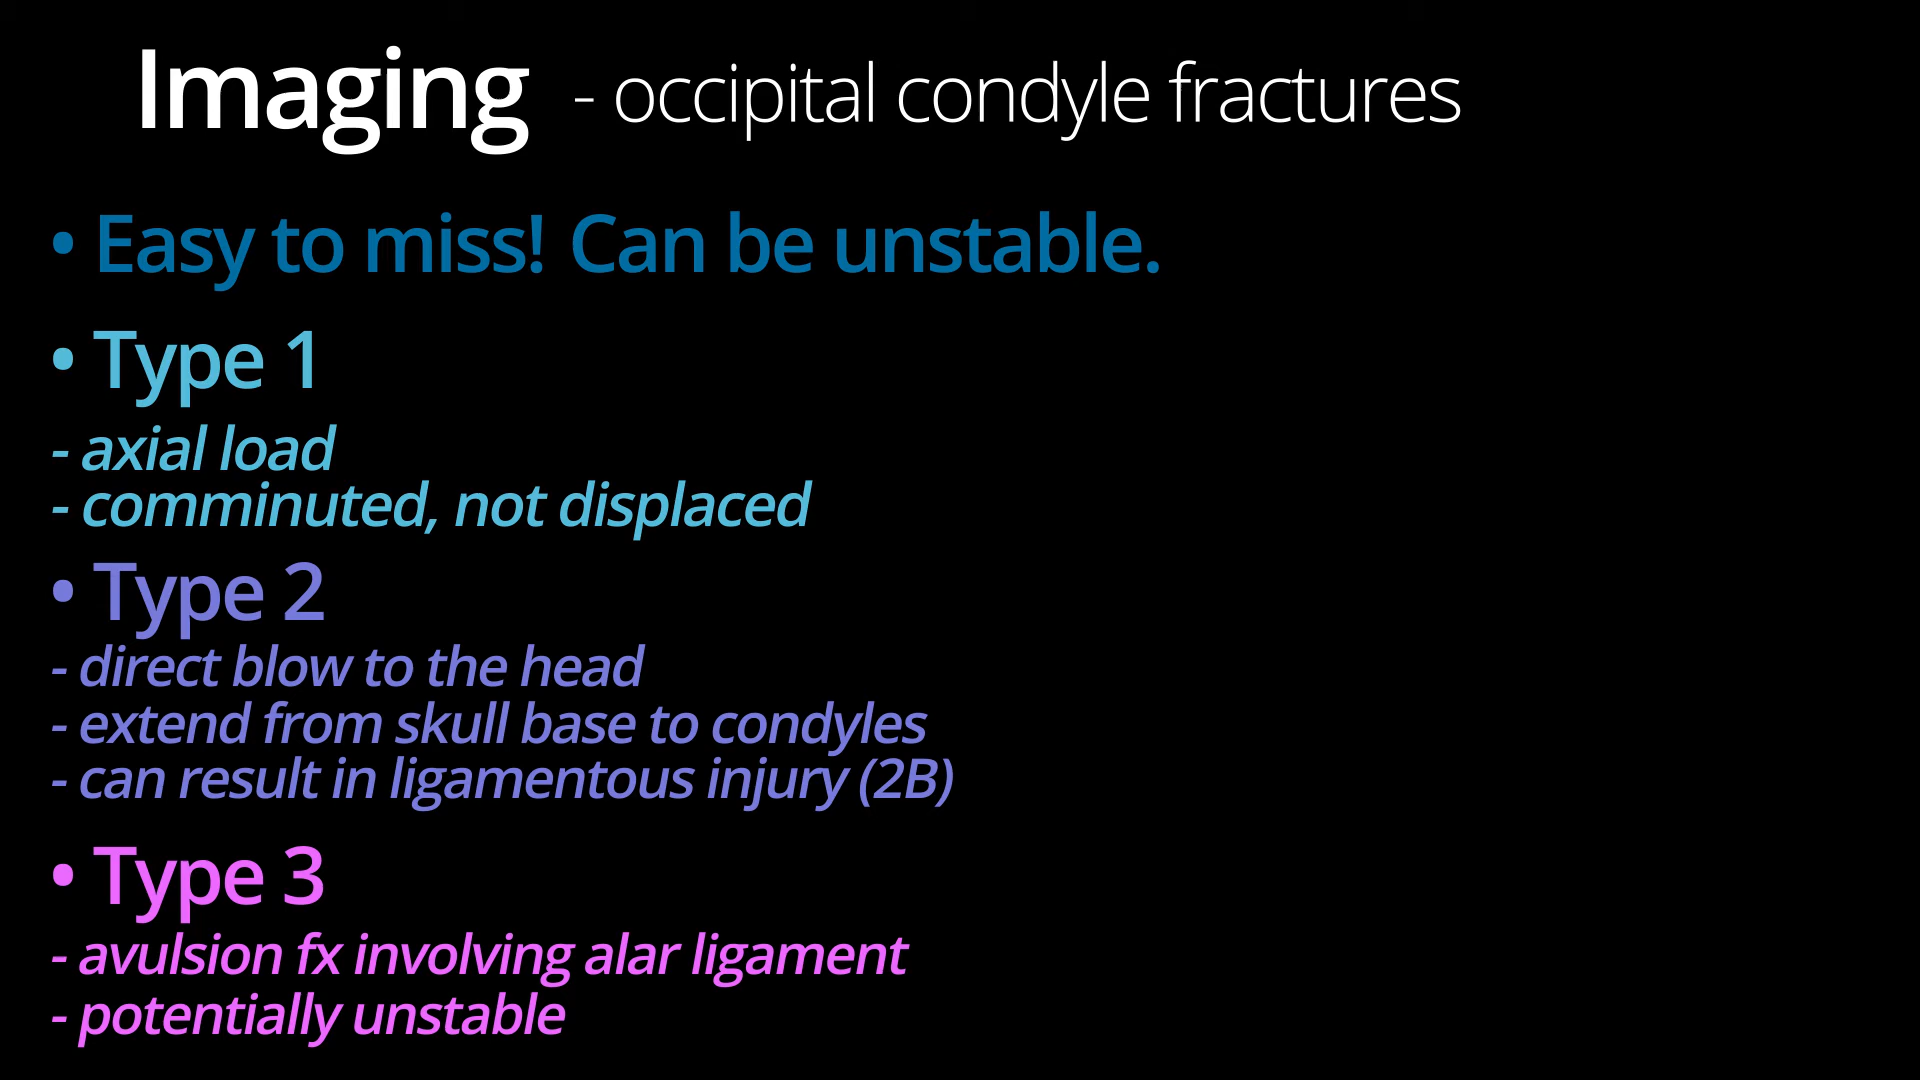 Imaging - occipital condyle fractures
• Easy to miss! Can be unstable.
• Type 1
- axial load
- comminuted, not displaced
• Type 2
- direct blow to the head
- extend from skull base to condyles
- can result in ligamentous injury (2B)
• Type 3
- avulsion fx involving alar ligament
- potentially unstable